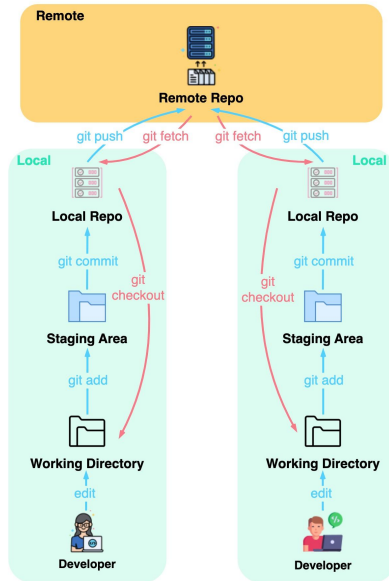 Remote
Remote Repo
git push
git fetch
git fetch
git push
Local
Local
Local Repo
Local Repo
git commit
git commit
git
checkout
git
checkout
Staging Area
Staging Area
git add
git add
Working Directory
Working Directory
edit
edit
Developer
Developer